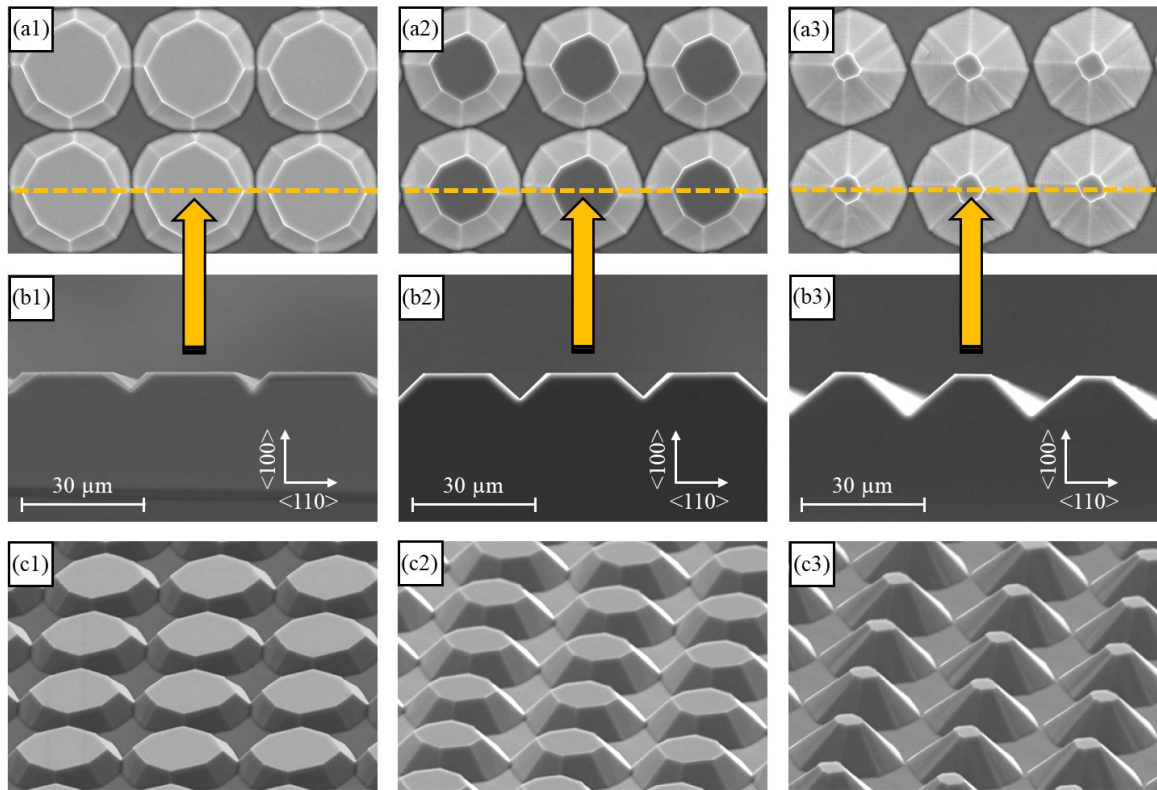 (a1)
(a2)
(a3)
(b1)
<100>
30 µm
<110>
(b2)
<100>
30 µm
<110>
(b3)
<100>
30 µm
<110>
(c1)
(c2)
(c3)